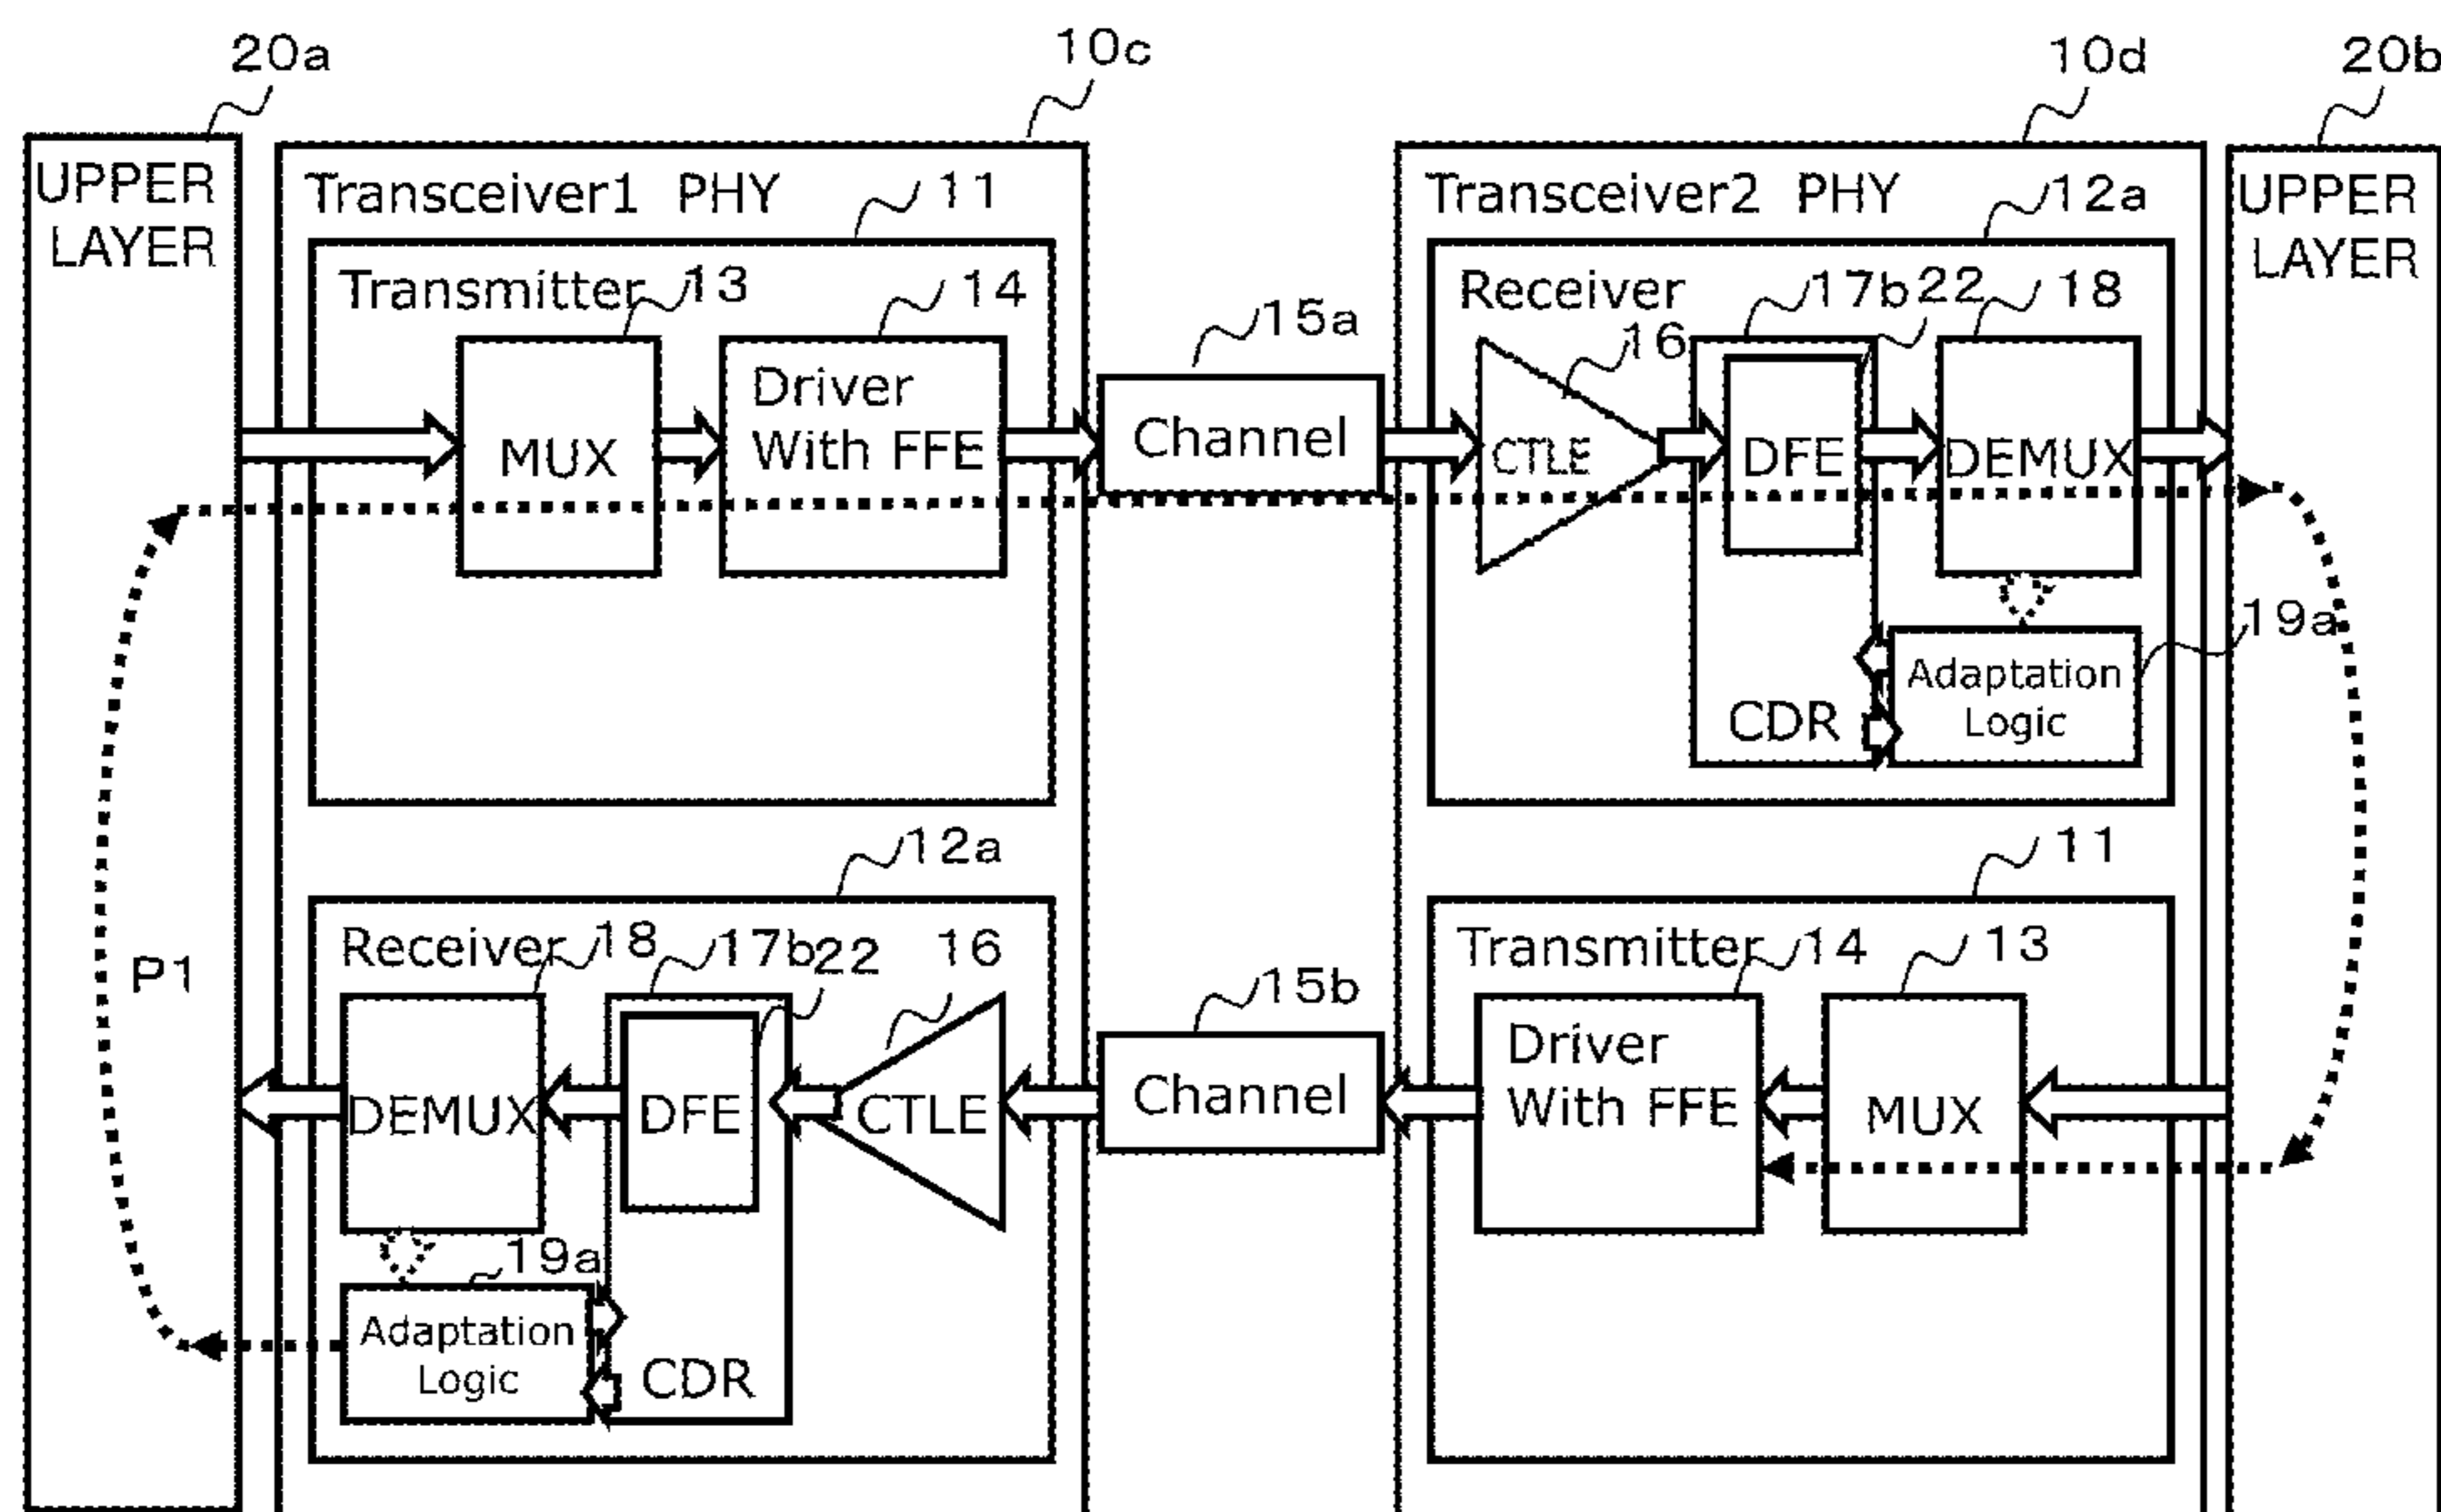 20a
10c
10d
20b
UPPER
LAYER
Transceiver1 PHY
11
Transmitter
13
14
MUX
Driver
With FFE
15a
Channel
Transceiver2 PHY
12a
Receiver
16
17b
22
18
CTLE
DFE
DEMUX
CDR
Adaptation
Logic
19a
UPPER
LAYER
P1
12a
Receiver
18
17b
22
16
DEMUX
DFE
CTLE
19a
Adaptation
Logic
CDR
15b
Channel
11
Transmitter
14
13
Driver
With FFE
MUX